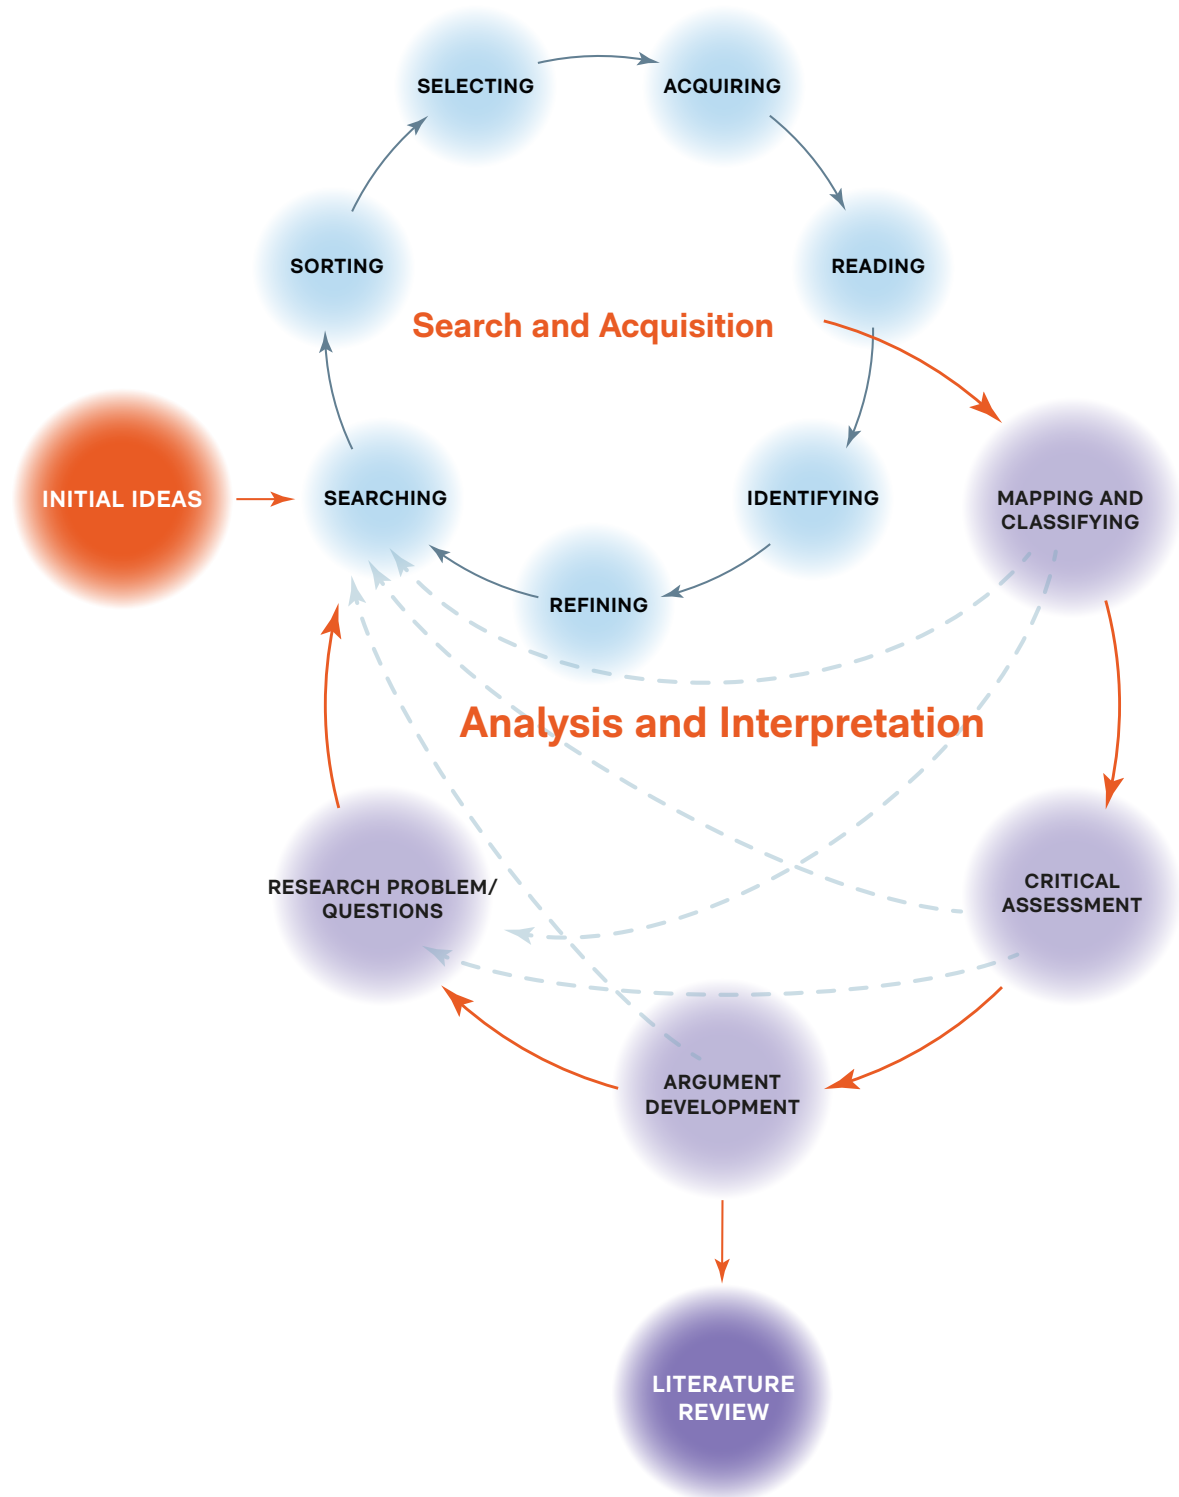 SELECTING
ACQUIRING
SORTING
READING
Search and Acquisition
INITIAL IDEAS
SEARCHING
IDENTIFYING
MAPPING AND
CLASSIFYING
REFINING
Analysis and Interpretation
RESEARCH PROBLEM/
QUESTIONS
CRITICAL
ASSESSMENT
ARGUMENT
DEVELOPMENT
LITERATURE
REVIEW